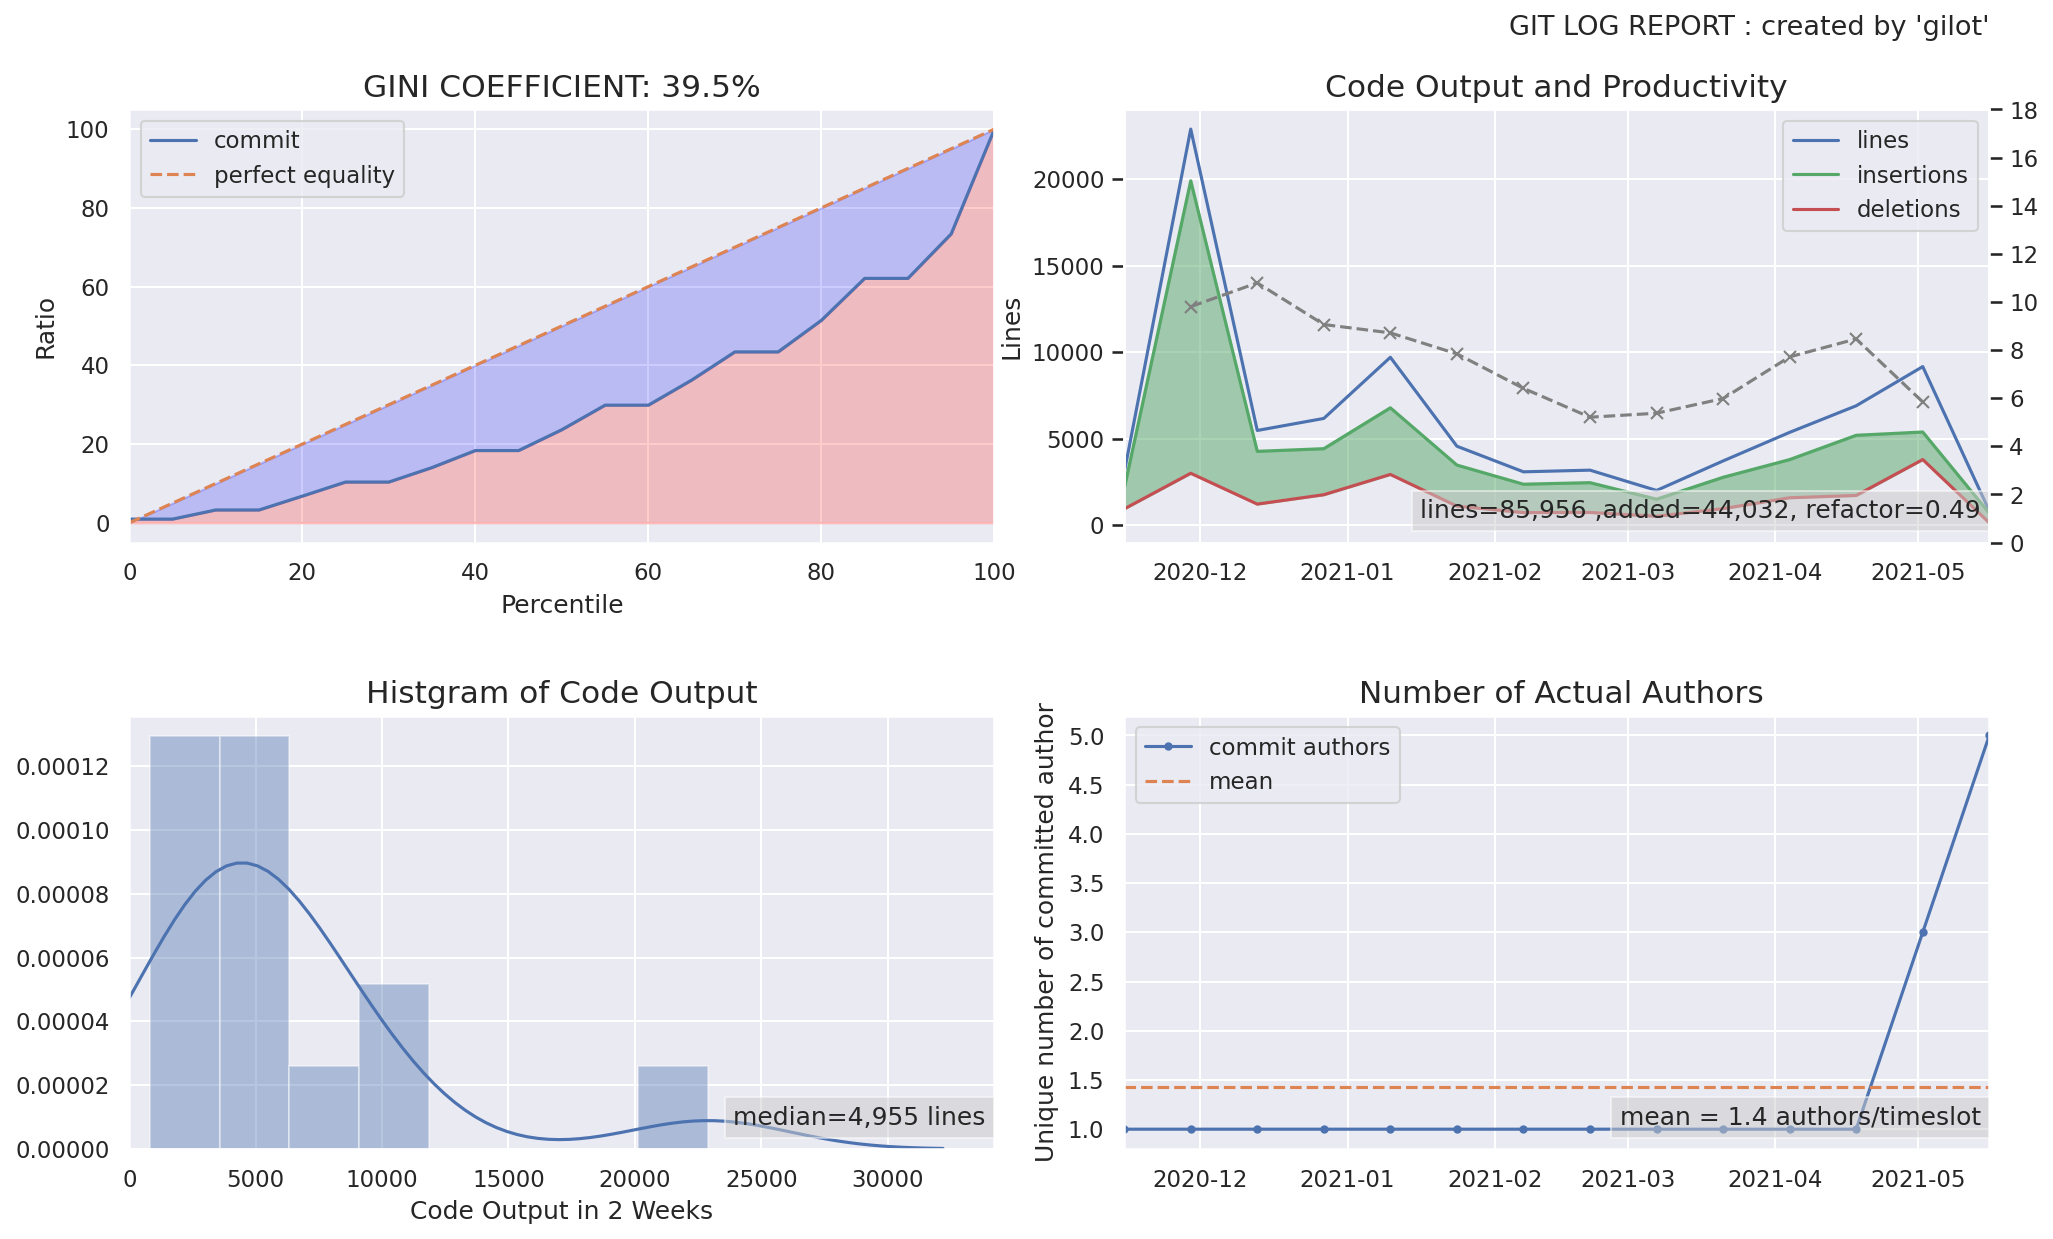 GIT LOG REPORT : created by 'gilot'
GINI COEFFICIENT: 39.5%
commit
perfect equality
100
80
60
40
20
0
Ratio
0 20 40 60 80 100
Percentile
Code Output and Productivity
lines
insertions
deletions
20000
15000
10000
5000
0
Lines
18
16
14
12
10
8
6
4
2
0
lines=85,956 ,added=44,032, refactor=0.49
2020-12 2021-01 2021-02 2021-03 2021-04 2021-05
Histgram of Code Output
0.00012
0.00010
0.00008
0.00006
0.00004
0.00002
0.00000
median=4,955 lines
0 5000 10000 15000 20000 25000 30000
Code Output in 2 Weeks
Number of Actual Authors
commit authors
mean
Unique number of committed author
5.0
4.5
4.0
3.5
3.0
2.5
2.0
1.5
1.0
mean = 1.4 authors/timeslot
2020-12 2021-01 2021-02 2021-03 2021-04 2021-05